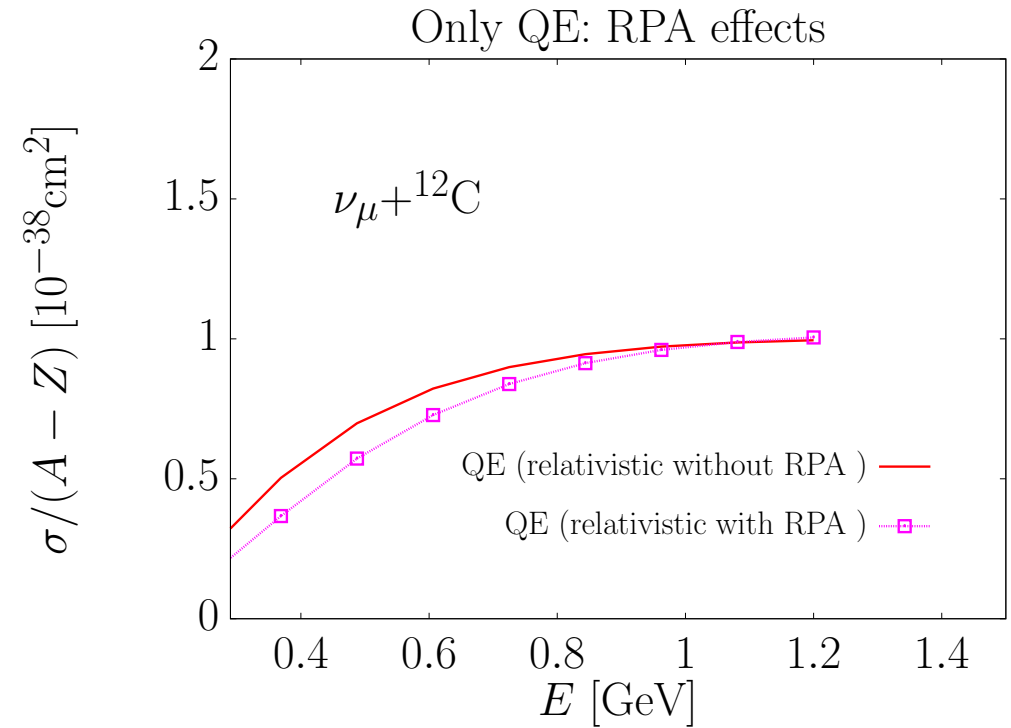 Only QE: RPA effects
σ/(A − Z) [10⁻³⁸cm²]
2
1.5
1
0.5
0
νμ+¹²C
QE (relativistic without RPA )
QE (relativistic with RPA )
0.4 0.6 0.8 1 1.2 1.4
E [GeV]